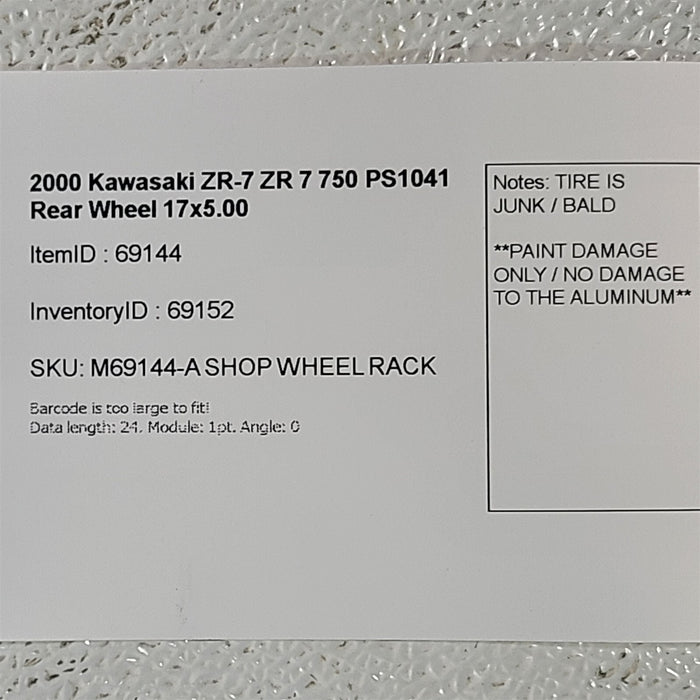 2000 Kawasaki ZR-7 ZR 7 750 PS1041
Rear Wheel 17x5.00
ItemID : 69144
InventoryID : 69152
SKU: M69144-A SHOP WHEEL RACK
Barcode is too large to fit!
Data length: 24. Module: 1pt. Angle: 0
Notes: TIRE IS
JUNK / BALD
**PAINT DAMAGE
ONLY / NO DAMAGE
TO THE ALUMINUM**